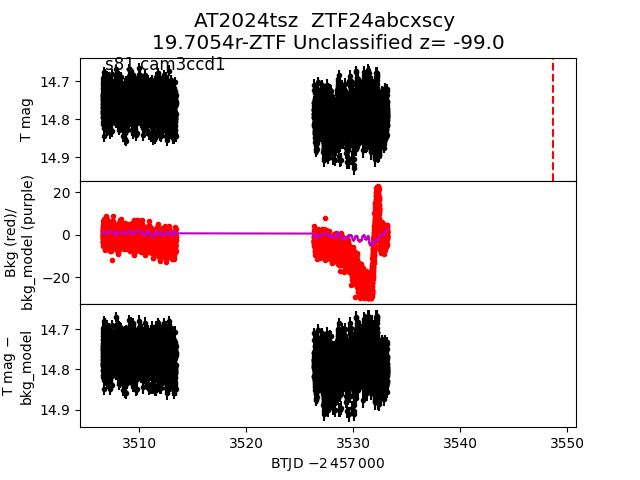 AT2024tsz  ZTF24abcxscy
19.7054r-ZTF Unclassified z= -99.0
s81 cam3ccd1
14.7
14.8
14.9
T mag
20
0
−20
Bkg (red)/
bkg_model (purple)
14.7
14.8
14.9
T mag −
bkg_model
3510 3520 3530 3540 3550
BTJD −2 457 000